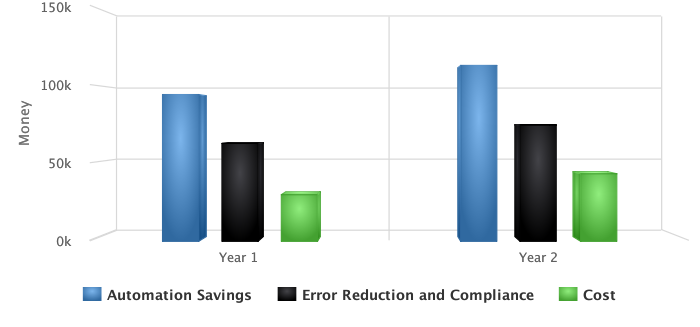 150k
100k
50k
0k
Money
Year 1
Year 2
Automation Savings
Error Reduction and Compliance
Cost